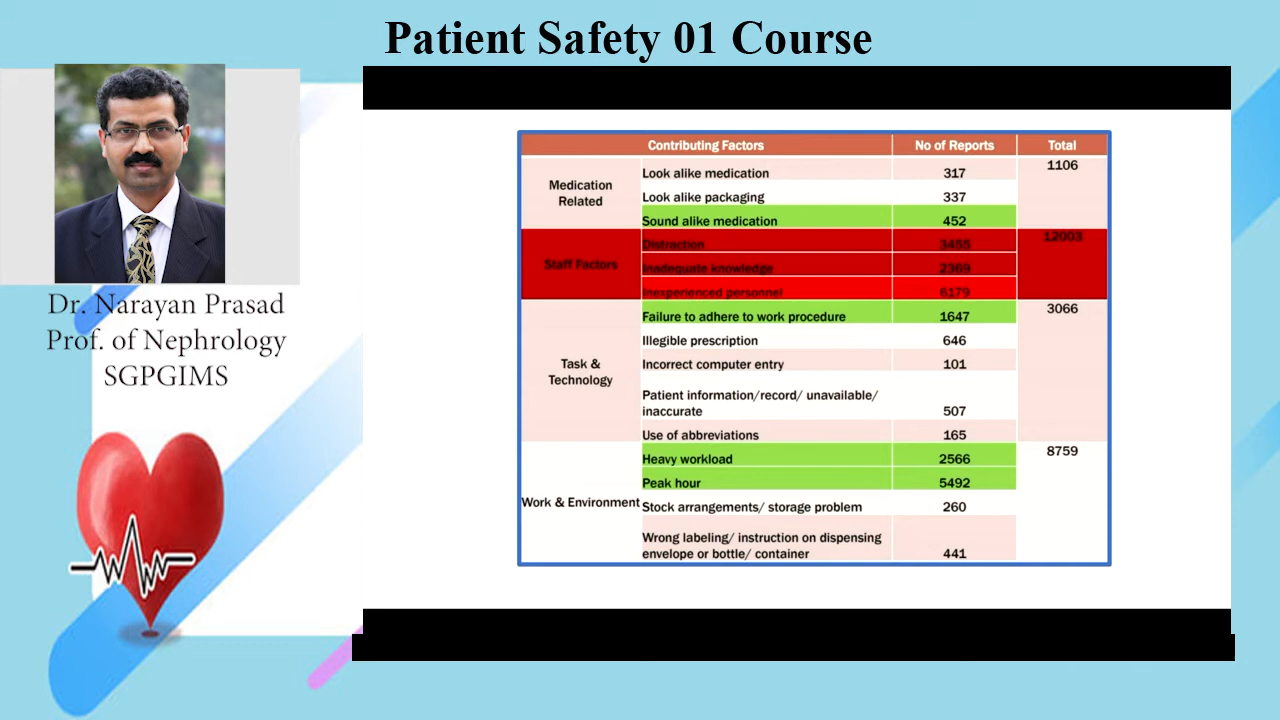 Patient Safety 01 Course
Dr. Narayan Prasad
Prof. of Nephrology
SGPGIMS
Contributing Factors No of Reports Total
Medication Related Look alike medication 317 1106
Look alike packaging 337
Sound alike medication 452
Staff Factors Distraction 3455 12003
Inadequate knowledge 2369
Inexperienced personnel 6179
Task & Technology Failure to adhere to work procedure 1647 3066
Illegible prescription 646
Incorrect computer entry 101
Patient information/record/ unavailable/
inaccurate 507
Use of abbreviations 165
Work & Environment Heavy workload 2566 8759
Peak hour 5492
Stock arrangements/ storage problem 260
Wrong labeling/ instruction on dispensing
envelope or bottle/ container 441